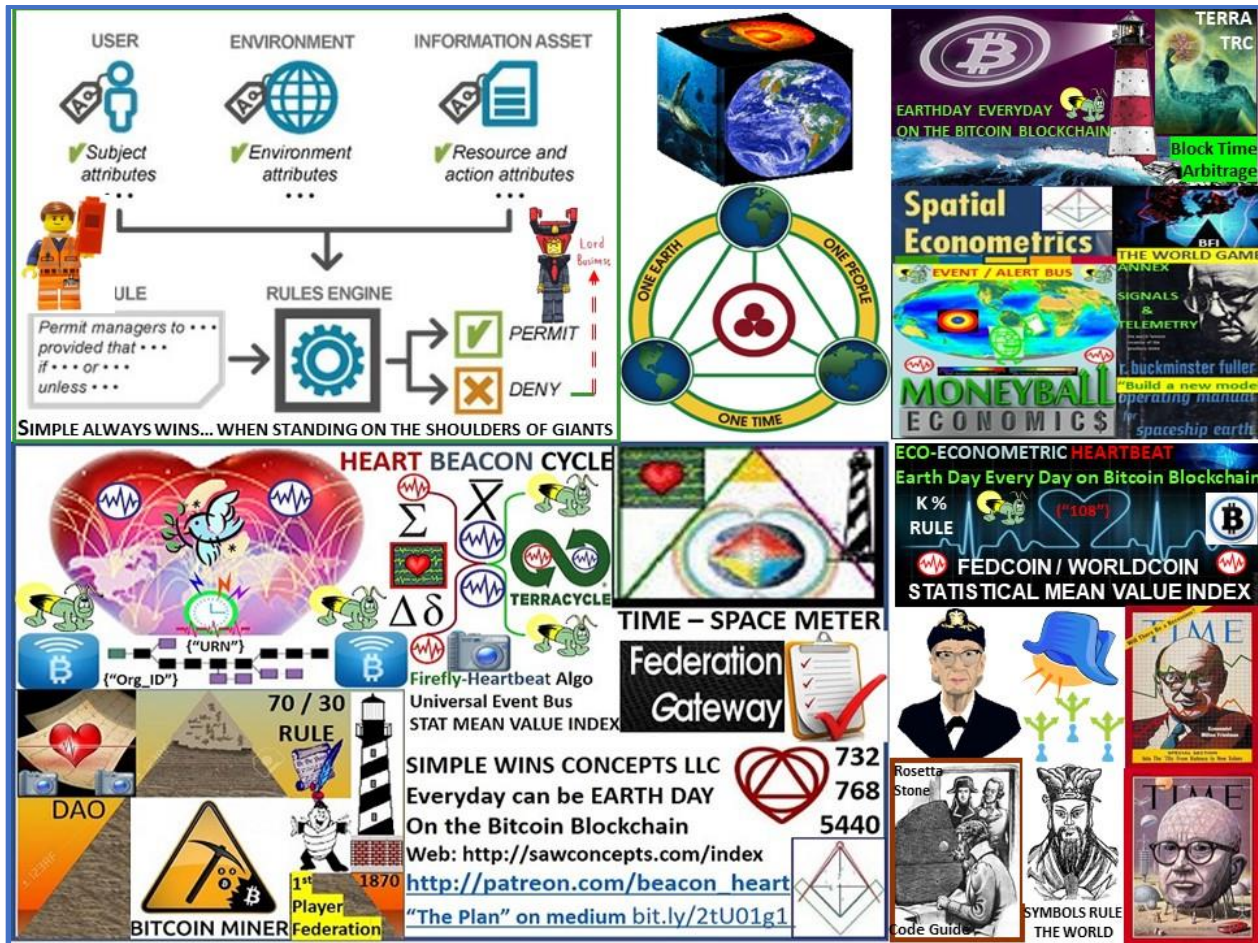 USER
ENVIRONMENT
INFORMATION ASSET
Subject
attributes
• • •
Environment
attributes
• • •
Resource and
action attributes
• • •
Lord
Business
ULE
Permit managers to • • •
provided that • • •
if • • • or • • •
unless • • •
RULES ENGINE
PERMIT
DENY
SIMPLE ALWAYS WINS... WHEN STANDING ON THE SHOULDERS OF GIANTS
ONE EARTH
ONE PEOPLE
ONE TIME
EARTHDAY EVERYDAY
ON THE BITCOIN BLOCKCHAIN
TERRA
TRC
Block Time
Arbitrage
Spatial
Econometrics
BFI
THE WORLD GAME
EVENT / ALERT BUS
MONEYBALL
ECONOMIC$
ANNEX
SIGNALS
&
TELEMETRY
r. buckminster fuller
"Build a new mode
operating manual
for
spaceship earth
HEART BEACON CYCLE
Σ
X̅
Δδ
TERRACYCLE
{"URN"}
{"Org_ID"}
Firefly-Heartbeat Algo
Universal Event Bus
STAT MEAN VALUE INDEX
TIME – SPACE METER
Federation
Gateway
ECO-ECONOMETRIC HEARTBEAT
Earth Day Every Day on Bitcoin Blockchain
K %
RULE
{"108"}
FEDCOIN / WORLDCOIN
STATISTICAL MEAN VALUE INDEX
70 / 30
RULE
DAO
BITCOIN MINER
1st
Player
Federation
1870
SIMPLE WINS CONCEPTS LLC
Everyday can be EARTH DAY
On the Bitcoin Blockchain
Web: http://sawconcepts.com/index
http://patreon.com/beacon_heart
"The Plan" on medium bit.ly/2tU01g1
732
768
5440
Rosetta
Stone
Code Guide
SYMBOLS RULE
THE WORLD
TIME
Milton Friedman
TIME